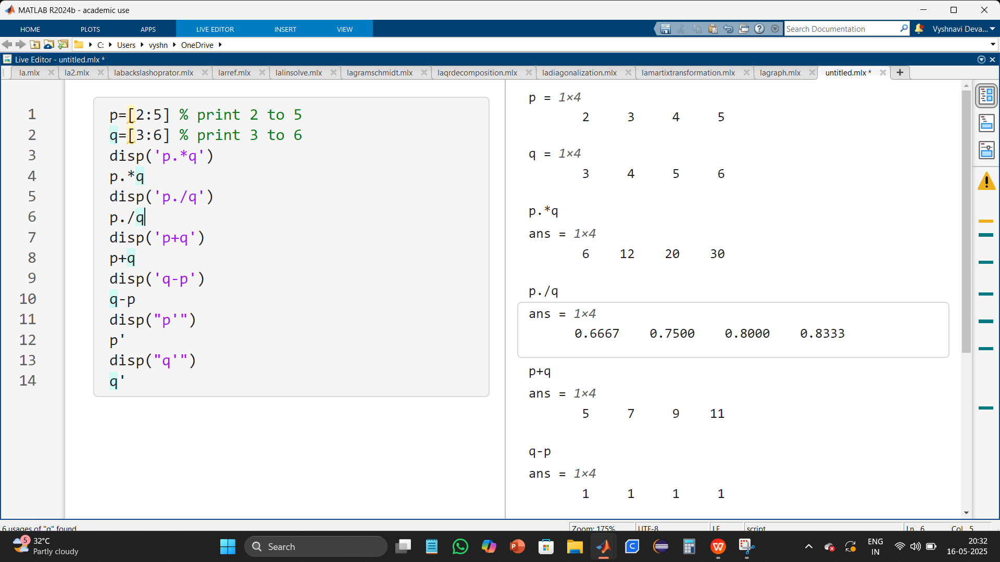 MATLAB R2024b - academic use
HOME PLOTS APPS LIVE EDITOR INSERT VIEW Search Documentation Vyshnavi Deva...
C: Users vyshn OneDrive
Live Editor - untitled.mlx *
la.mlx la2.mlx labackslashoprator.mlx larref.mlx lalinsolve.mlx lagramschmidt.mlx laqrdecomposition.mlx ladiagonalization.mlx lamartixtransformation.mlx lagraph.mlx untitled.mlx * +
1 p=[2:5] % print 2 to 5
2 q=[3:6] % print 3 to 6
3 disp('p.*q')
4 p.*q
5 disp('p./q')
6 p./q
7 disp('p+q')
8 p+q
9 disp('q-p')
10 q-p
11 disp("p'")
12 p'
13 disp("q'")
14 q'
p = 1×4
2 3 4 5
q = 1×4
3 4 5 6
p.*q
ans = 1×4
6 12 20 30
p./q
ans = 1×4
0.6667 0.7500 0.8000 0.8333
p+q
ans = 1×4
5 7 9 11
q-p
ans = 1×4
1 1 1 1
6 usages of "q" found Zoom: 175% UTF-8 LF script Ln 6 Col 5
5 32°C
Partly cloudy
Search
ENG
IN
20:32
16-05-2025